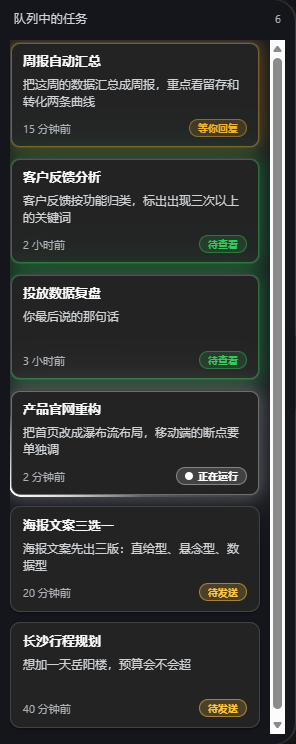 队列中的任务 6
周报自动汇总
把这周的数据汇总成周报，重点看留存和
转化两条曲线
15 分钟前 等你回复
客户反馈分析
客户反馈按功能归类，标出出现三次以上
的关键词
2 小时前 待查看
投放数据复盘
你最后说的那句话
3 小时前 待查看
产品官网重构
把首页改成瀑布流布局，移动端的断点要
单独调
2 分钟前 正在运行
海报文案三选一
海报文案先出三版：直给型、悬念型、数
据型
20 分钟前 待发送
长沙行程规划
想加一天岳阳楼，预算会不会超
40 分钟前 待发送